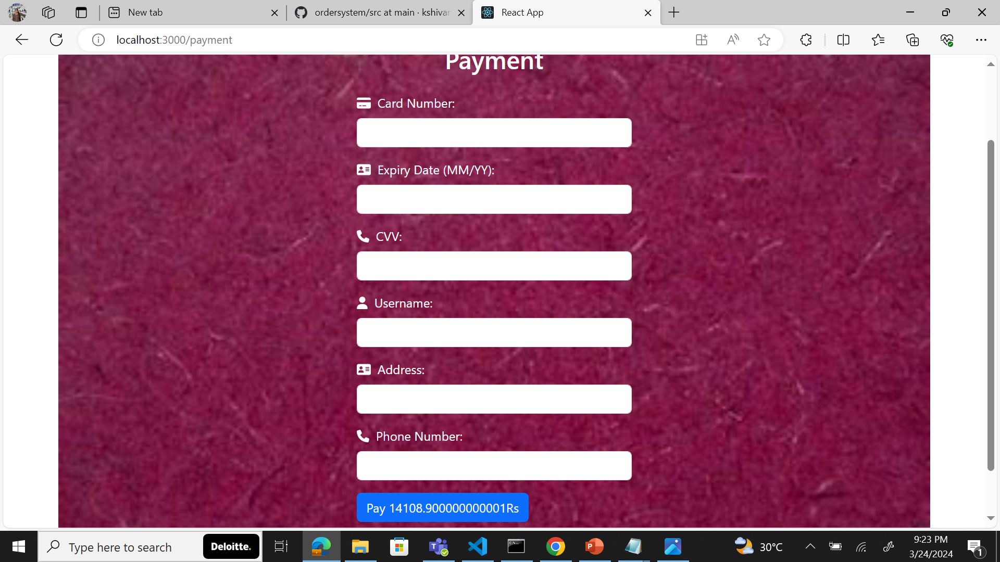 New tab
ordersystem/src at main · kshivan
React App
localhost:3000/payment
Payment
Card Number:
Expiry Date (MM/YY):
CVV:
Username:
Address:
Phone Number:
Pay 14108.900000000001Rs
Type here to search
Deloitte.
30°C
9:23 PM
3/24/2024
1